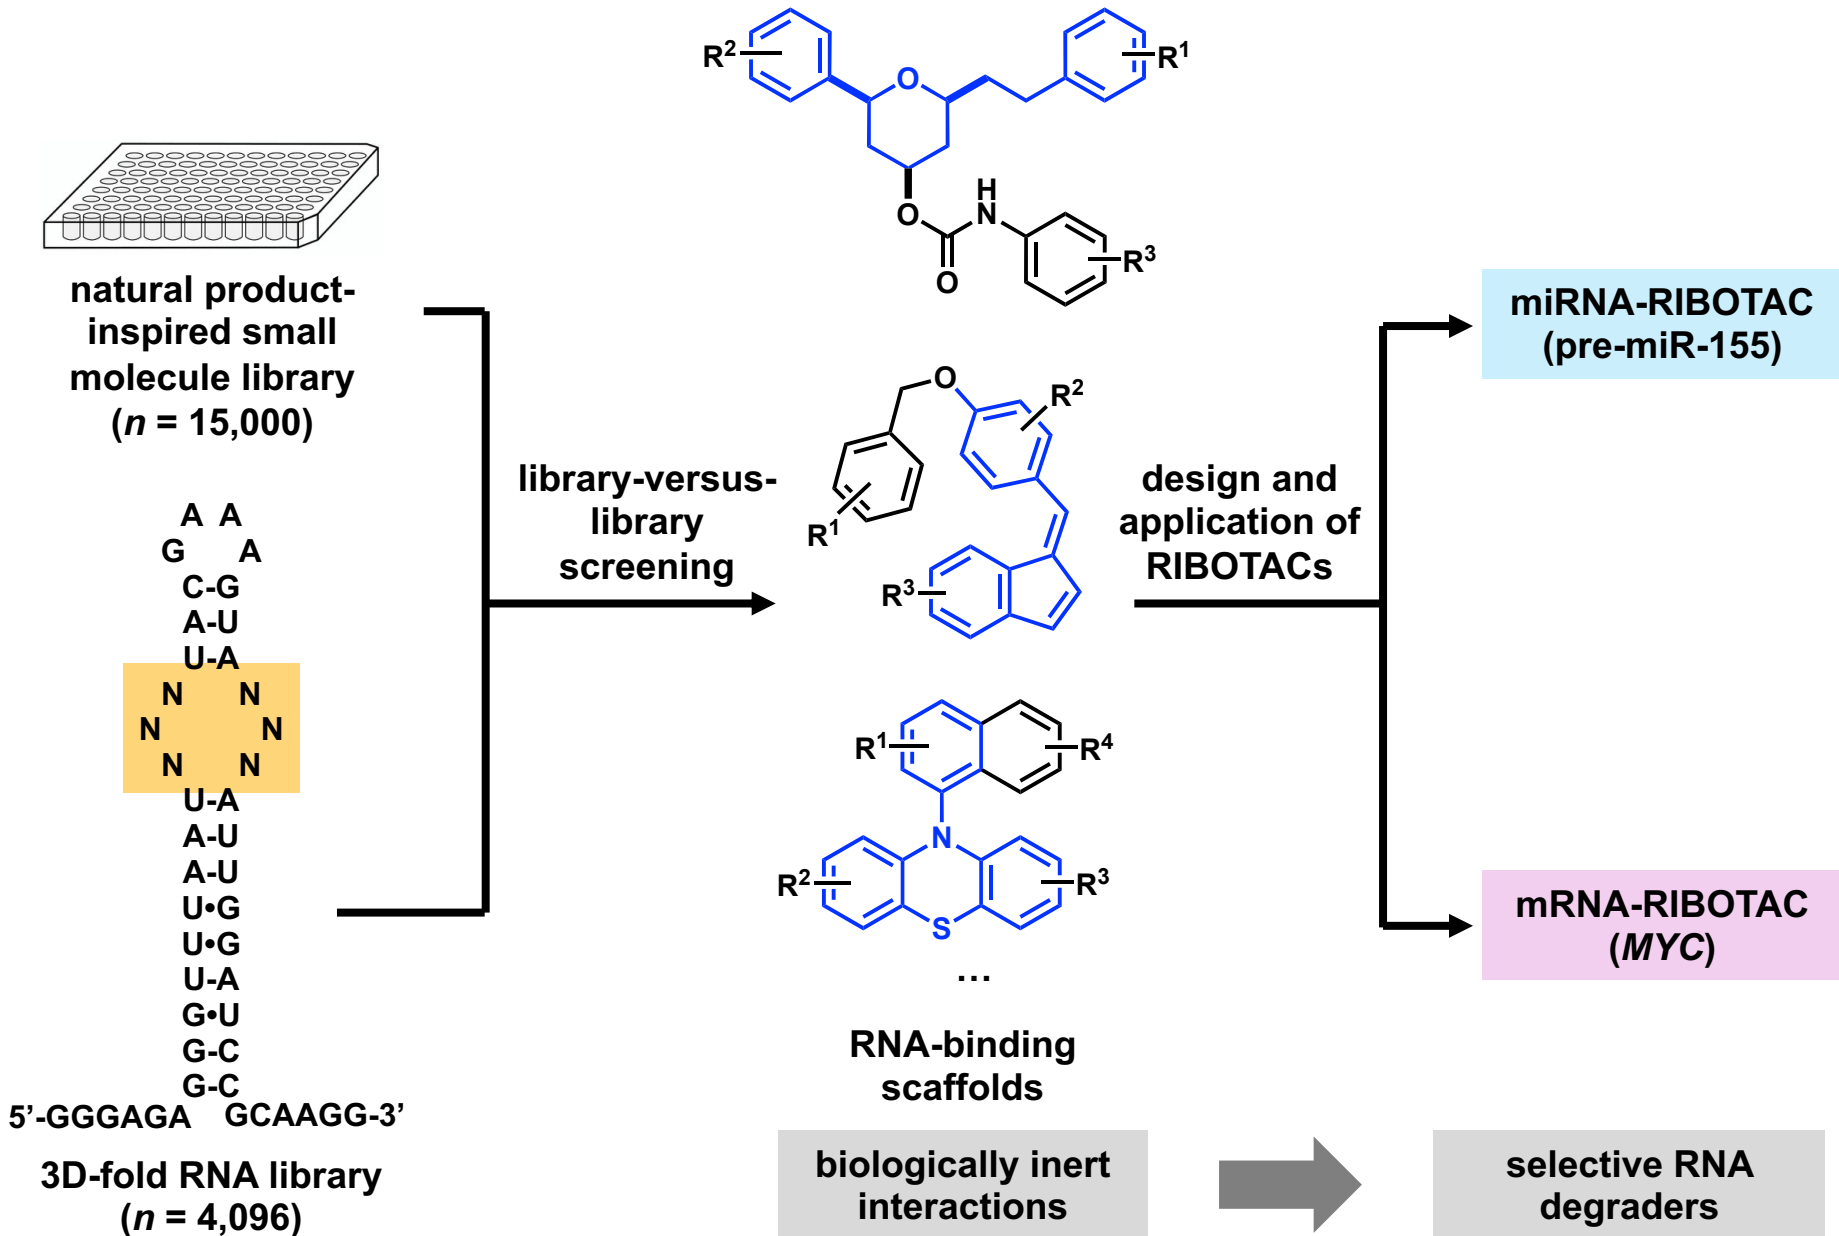 natural product-
inspired small
molecule library
(n = 15,000)
A A
G A
C-G
A-U
U-A
N N
N N
N N
U-A
A-U
A-U
U•G
U•G
U-A
G•U
G-C
G-C
5’-GGGAGA GCAAGG-3’
3D-fold RNA library
(n = 4,096)
library-versus-
library
screening
R²
O
R¹
O
H
N
O
R³
O
R²
R¹
R³
R¹
R⁴
N
R²
R³
S
...
RNA-binding
scaffolds
biologically inert
interactions
design and
application of
RIBOTACs
miRNA-RIBOTAC
(pre-miR-155)
mRNA-RIBOTAC
(MYC)
selective RNA
degraders